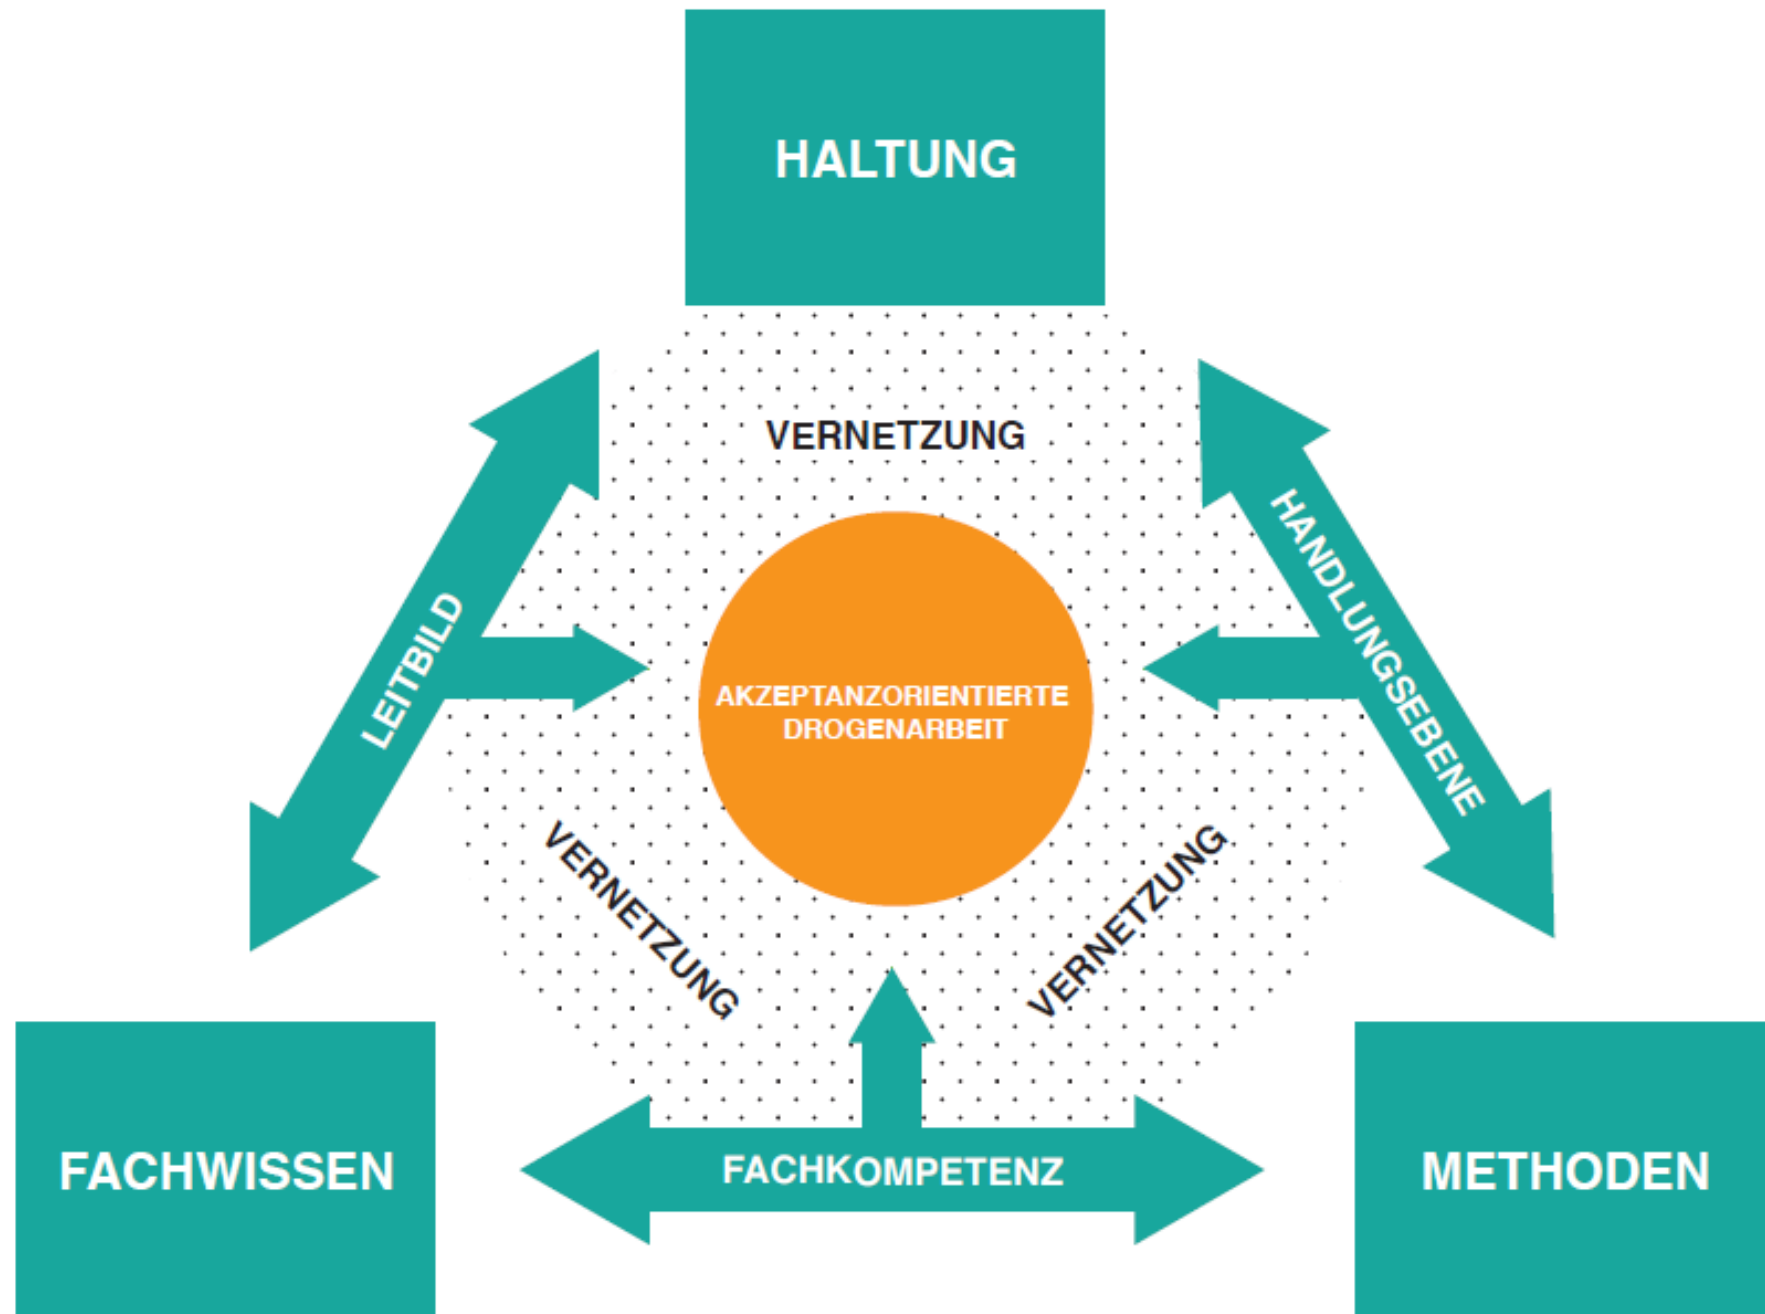 HALTUNG
VERNETZUNG
HANDLUNGSEBENE
LEITBILD
AKZEPTANZORIENTIERTE
DROGENARBEIT
VERNETZUNG
VERNETZUNG
FACHWISSEN
FACHKOMPETENZ
METHODEN